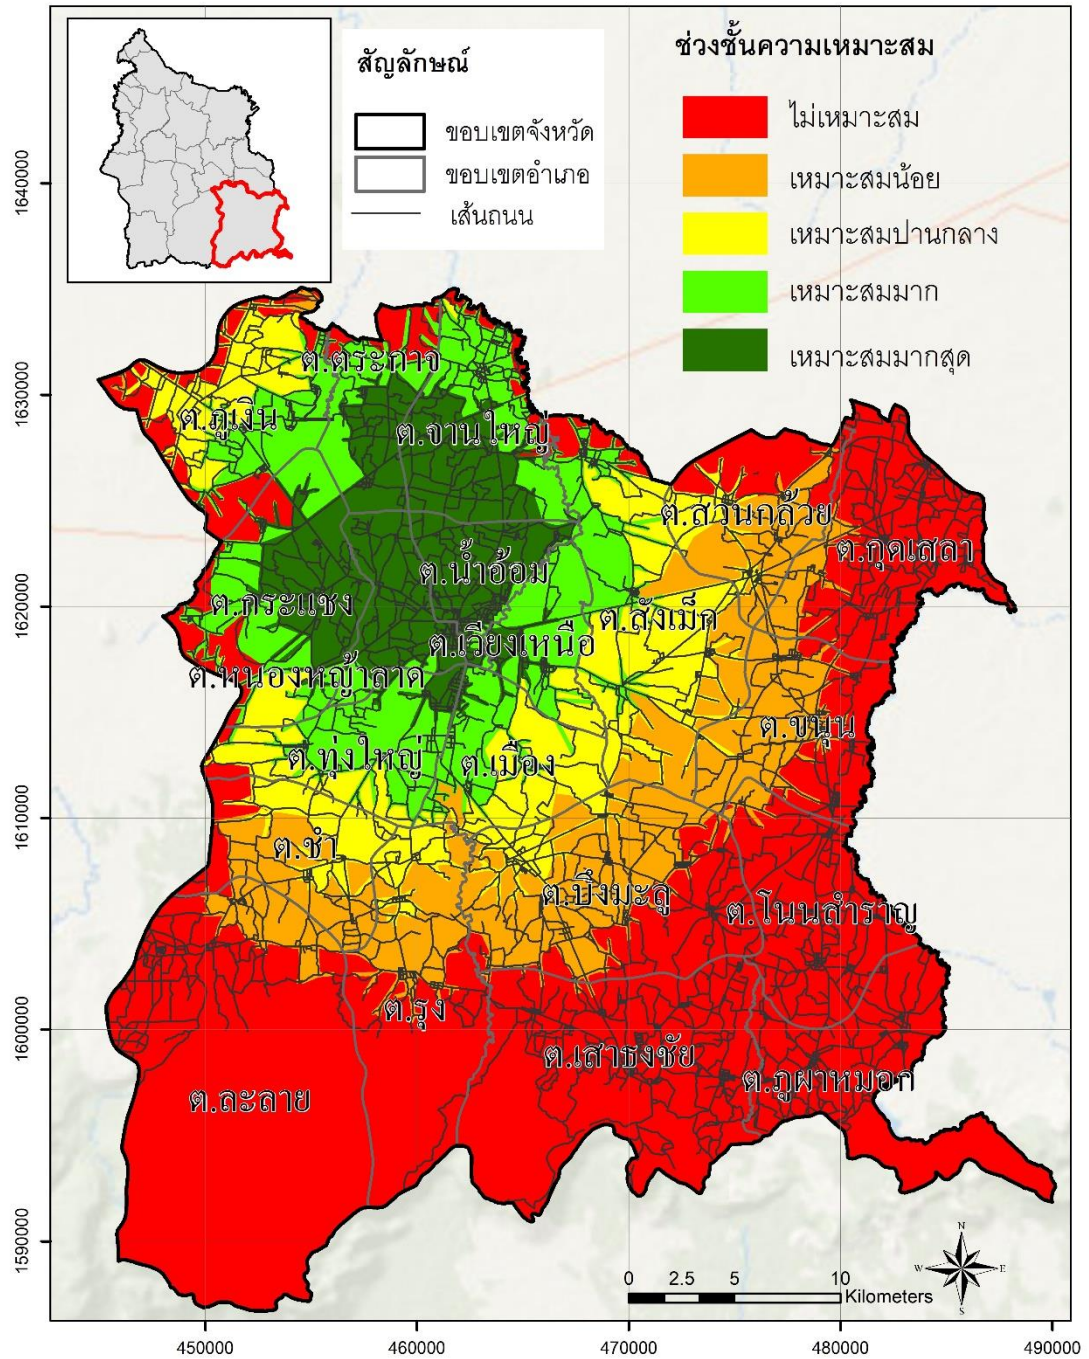 สัญลักษณ์
ขอบเขตจังหวัด
ขอบเขตอำเภอ
เส้นถนน
ช่วงชั้นความเหมาะสม
ไม่เหมาะสม
เหมาะสมน้อย
เหมาะสมปานกลาง
เหมาะสมมาก
เหมาะสมมากสุด
1640000
1630000
1620000
1610000
1600000
1590000
ต.ตระกาจ
ต.ภูเงิน
ต.จานใหญ่
ต.สวนกล้วย
ต.กุดเสลา
ต.น้ำอ้อม
ต.กระแชง
ต.สังเม็ก
ต.เวียงเหนือ
ต.หนองหญ้าลาด
ต.ขนุน
ต.ทุ่งใหญ่
ต.เมือง
ต.ชำ
ต.บึงมะลู
ต.โนนสำราญ
ต.รุง
ต.เสาธงชัย
ต.ภูผาหมอก
ต.ละลาย
N
W
E
S
0 2.5 5 10
Kilometers
450000 460000 470000 480000 490000